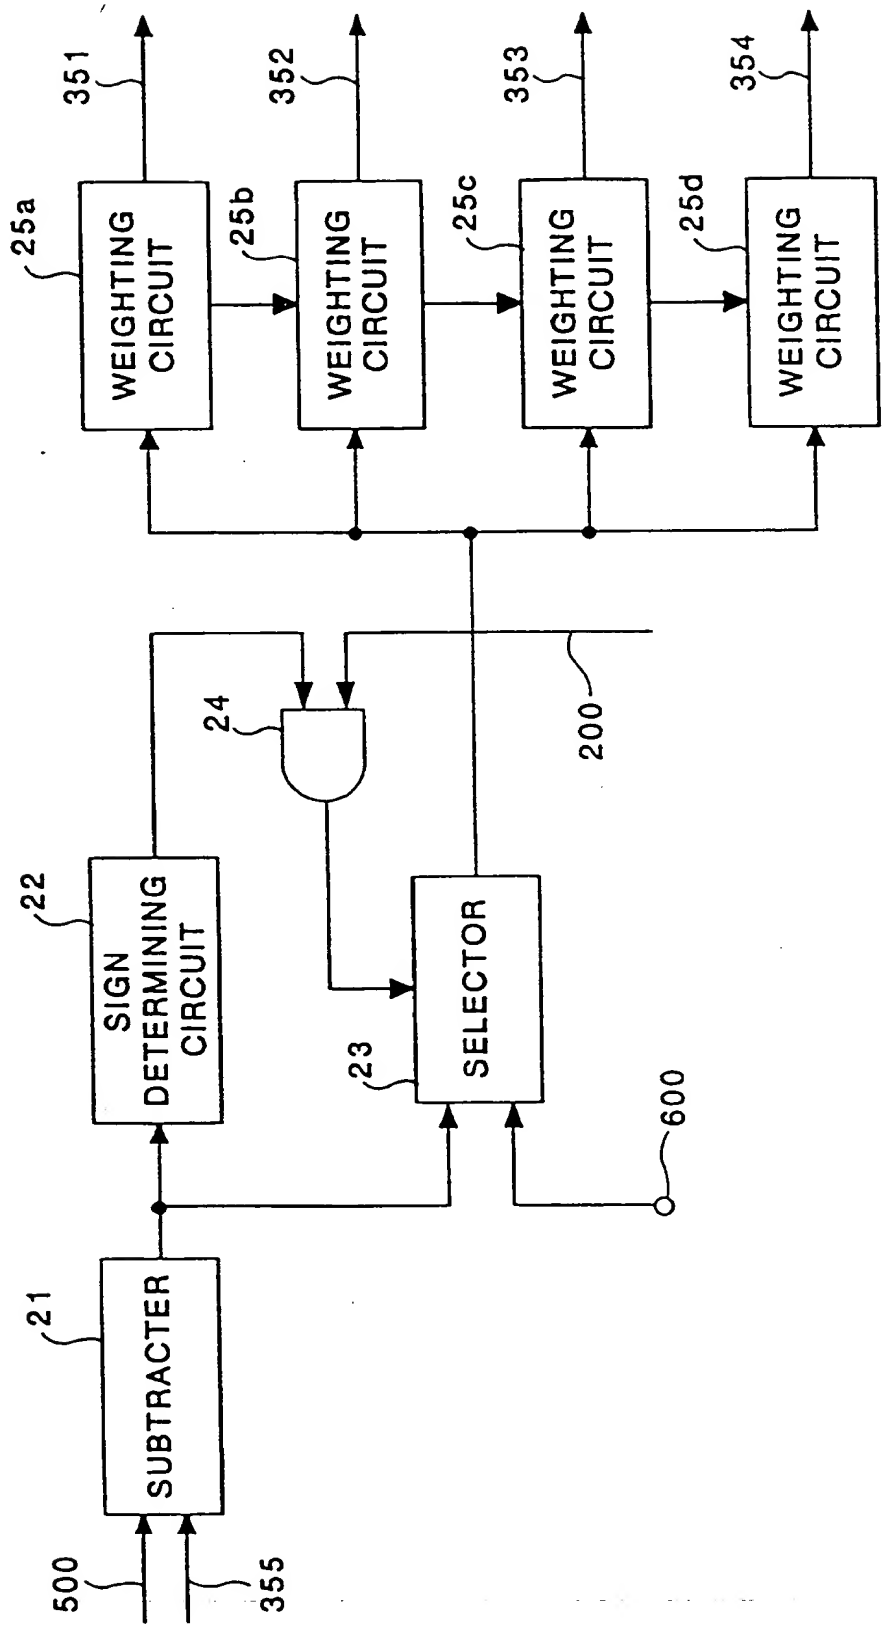 500
355
21
SUBTRACTER
22
SIGN
DETERMINING
CIRCUIT
24
200
23
SELECTOR
600
25a
WEIGHTING
CIRCUIT
351
25b
WEIGHTING
CIRCUIT
352
25c
WEIGHTING
CIRCUIT
353
25d
WEIGHTING
CIRCUIT
354